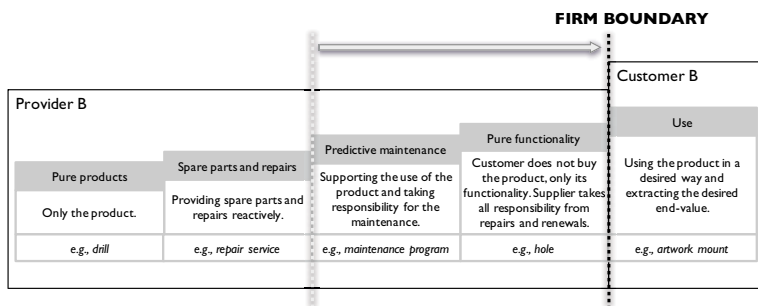 FIRM BOUNDARY
Customer B
Provider B
Pure products
Only the product.
e.g., drill
Spare parts and repairs
Providing spare parts and
repairs reactively.
e.g., repair service
Predictive maintenance
Supporting the use of the
product and taking
responsibility for the
maintenance.
e.g., maintenance program
Pure functionality
Customer does not buy
the product, only its
functionality. Supplier takes
all responsibility from
repairs and renewals.
e.g., hole
Use
Using the product in a
desired way and
extracting the desired
end-value.
e.g., artwork mount